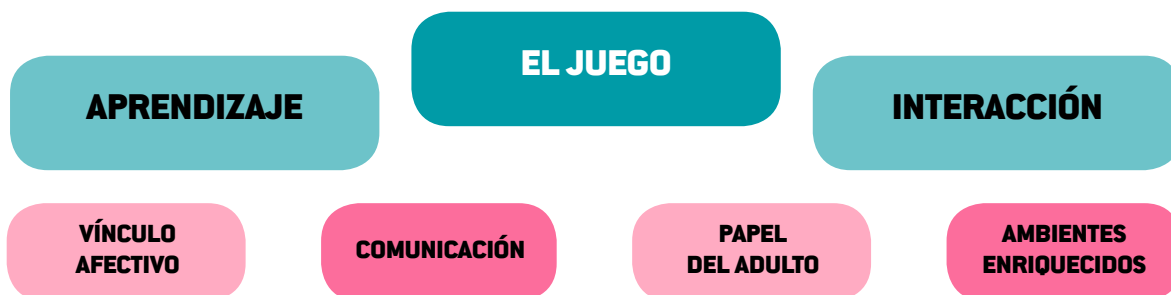 EL JUEGO
APRENDIZAJE
INTERACCIÓN
VÍNCULO
AFECTIVO
COMUNICACIÓN
PAPEL
DEL ADULTO
AMBIENTES
ENRIQUECIDOS